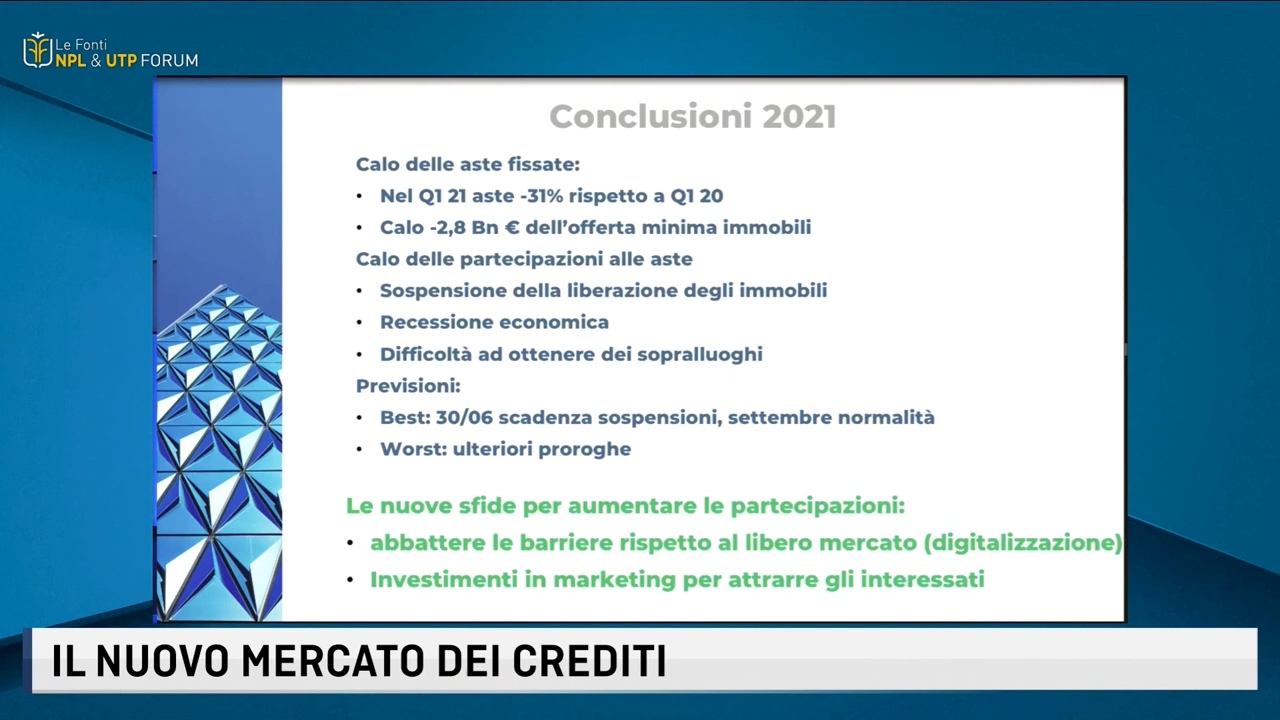 Le Fonti
NPL & UTP FORUM
Conclusioni 2021
Calo delle aste fissate:
• Nel Q1 21 aste -31% rispetto a Q1 20
• Calo -2,8 Bn € dell’offerta minima immobili
Calo delle partecipazioni alle aste
• Sospensione della liberazione degli immobili
• Recessione economica
• Difficoltà ad ottenere dei sopralluoghi
Previsioni:
• Best: 30/06 scadenza sospensioni, settembre normalità
• Worst: ulteriori proroghe
Le nuove sfide per aumentare le partecipazioni:
• abbattere le barriere rispetto al libero mercato (digitalizzazione)
• Investimenti in marketing per attrarre gli interessati
IL NUOVO MERCATO DEI CREDITI